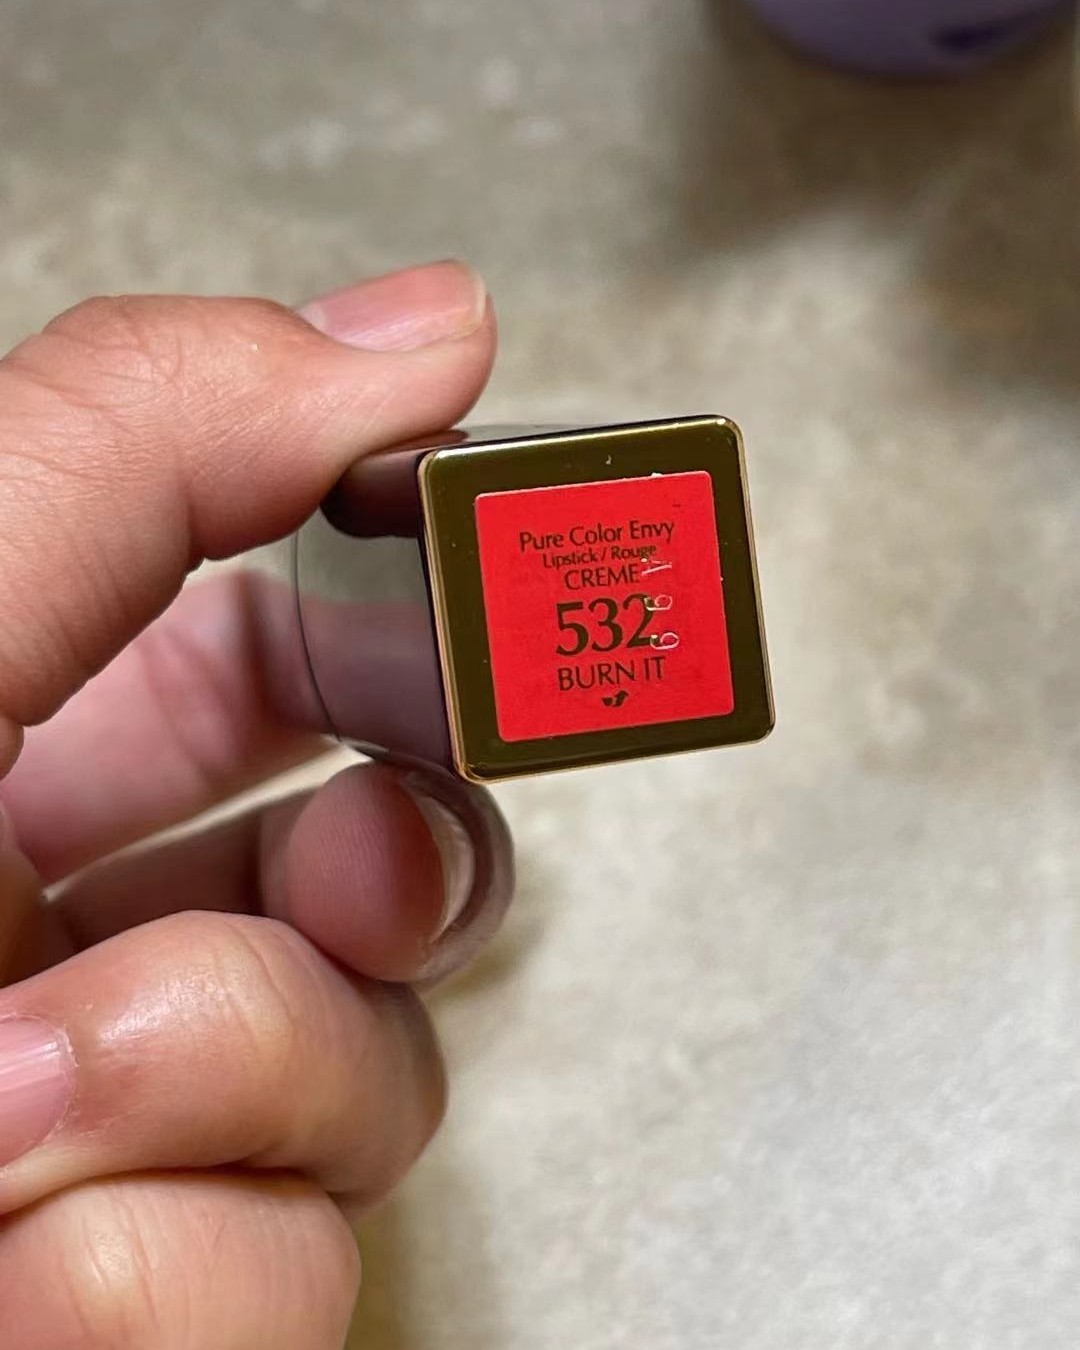 Pure Color Envy
Lipstick / Rouge
CREME
532
BURN IT